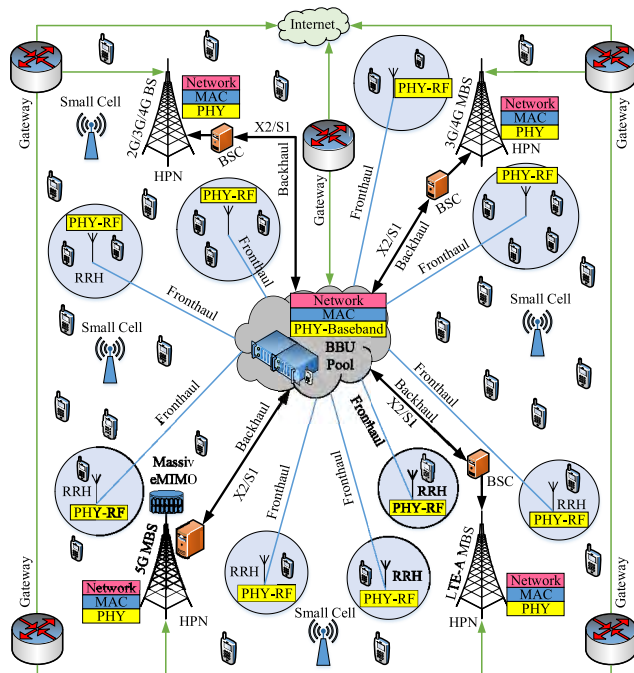 Internet
Gateway
Small Cell
2G/3G/4G BS
Network
MAC
PHY
HPN
BSC
X2/S1
Backhaul
Gateway
Fronthaul
PHY-RF
3G/4G MBS
Network
MAC
PHY
HPN
BSC
X2/S1
Backhaul
Gateway
PHY-RF
RRH
Fronthaul
PHY-RF
Fronthaul
PHY-RF
Fronthaul
Small Cell
Network
MAC
PHY-Baseband
BBU
Pool
Small Cell
Fronthaul
RRH
PHY-RF
Massiv
eMIMO
5G MBS
Network
MAC
PHY
HPN
Backhaul
X2/S1
Fronthaul
RRH
PHY-RF
Fronthaul
RRH
PHY-RF
Fronthaul
RRH
PHY-RF
Backhaul
X2/S1
BSC
LTE-A MBS
Network
MAC
PHY
HPN
Fronthaul
RRH
PHY-RF
Small Cell
Gateway
Gateway